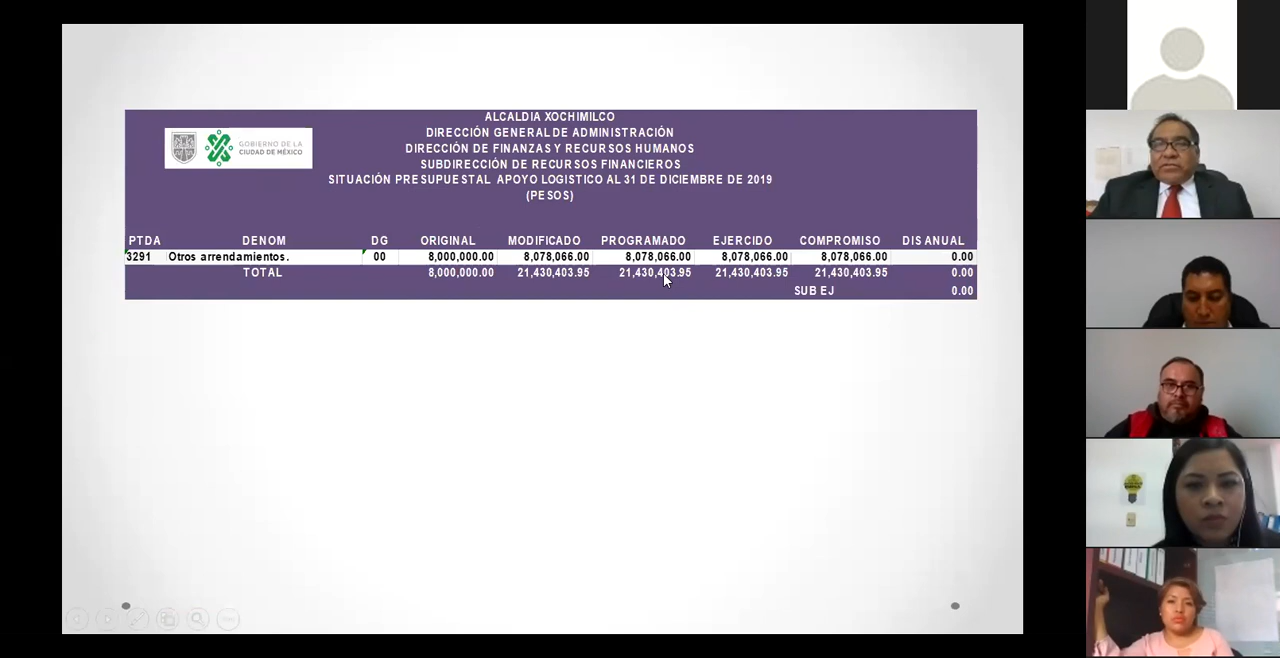 ALCALDIA XOCHIMILCO
DIRECCIÓN GENERAL DE ADMINISTRACIÓN
DIRECCIÓN DE FINANZAS Y RECURSOS HUMANOS
SUBDIRECCIÓN DE RECURSOS FINANCIEROS
SITUACIÓN PRESUPUESTAL APOYO LOGISTICO AL 31 DE DICIEMBRE DE 2019
(PESOS)
GOBIERNO DE LA
CIUDAD DE MÉXICO
PTDA DENOM DG ORIGINAL MODIFICADO PROGRAMADO EJERCIDO COMPROMISO DIS ANUAL
3291 Otros arrendamientos. 00 8,000,000.00 8,078,066.00 8,078,066.00 8,078,066.00 8,078,066.00 0.00
TOTAL 8,000,000.00 21,430,403.95 21,430,403.95 21,430,403.95 21,430,403.95 0.00
SUB EJ 0.00